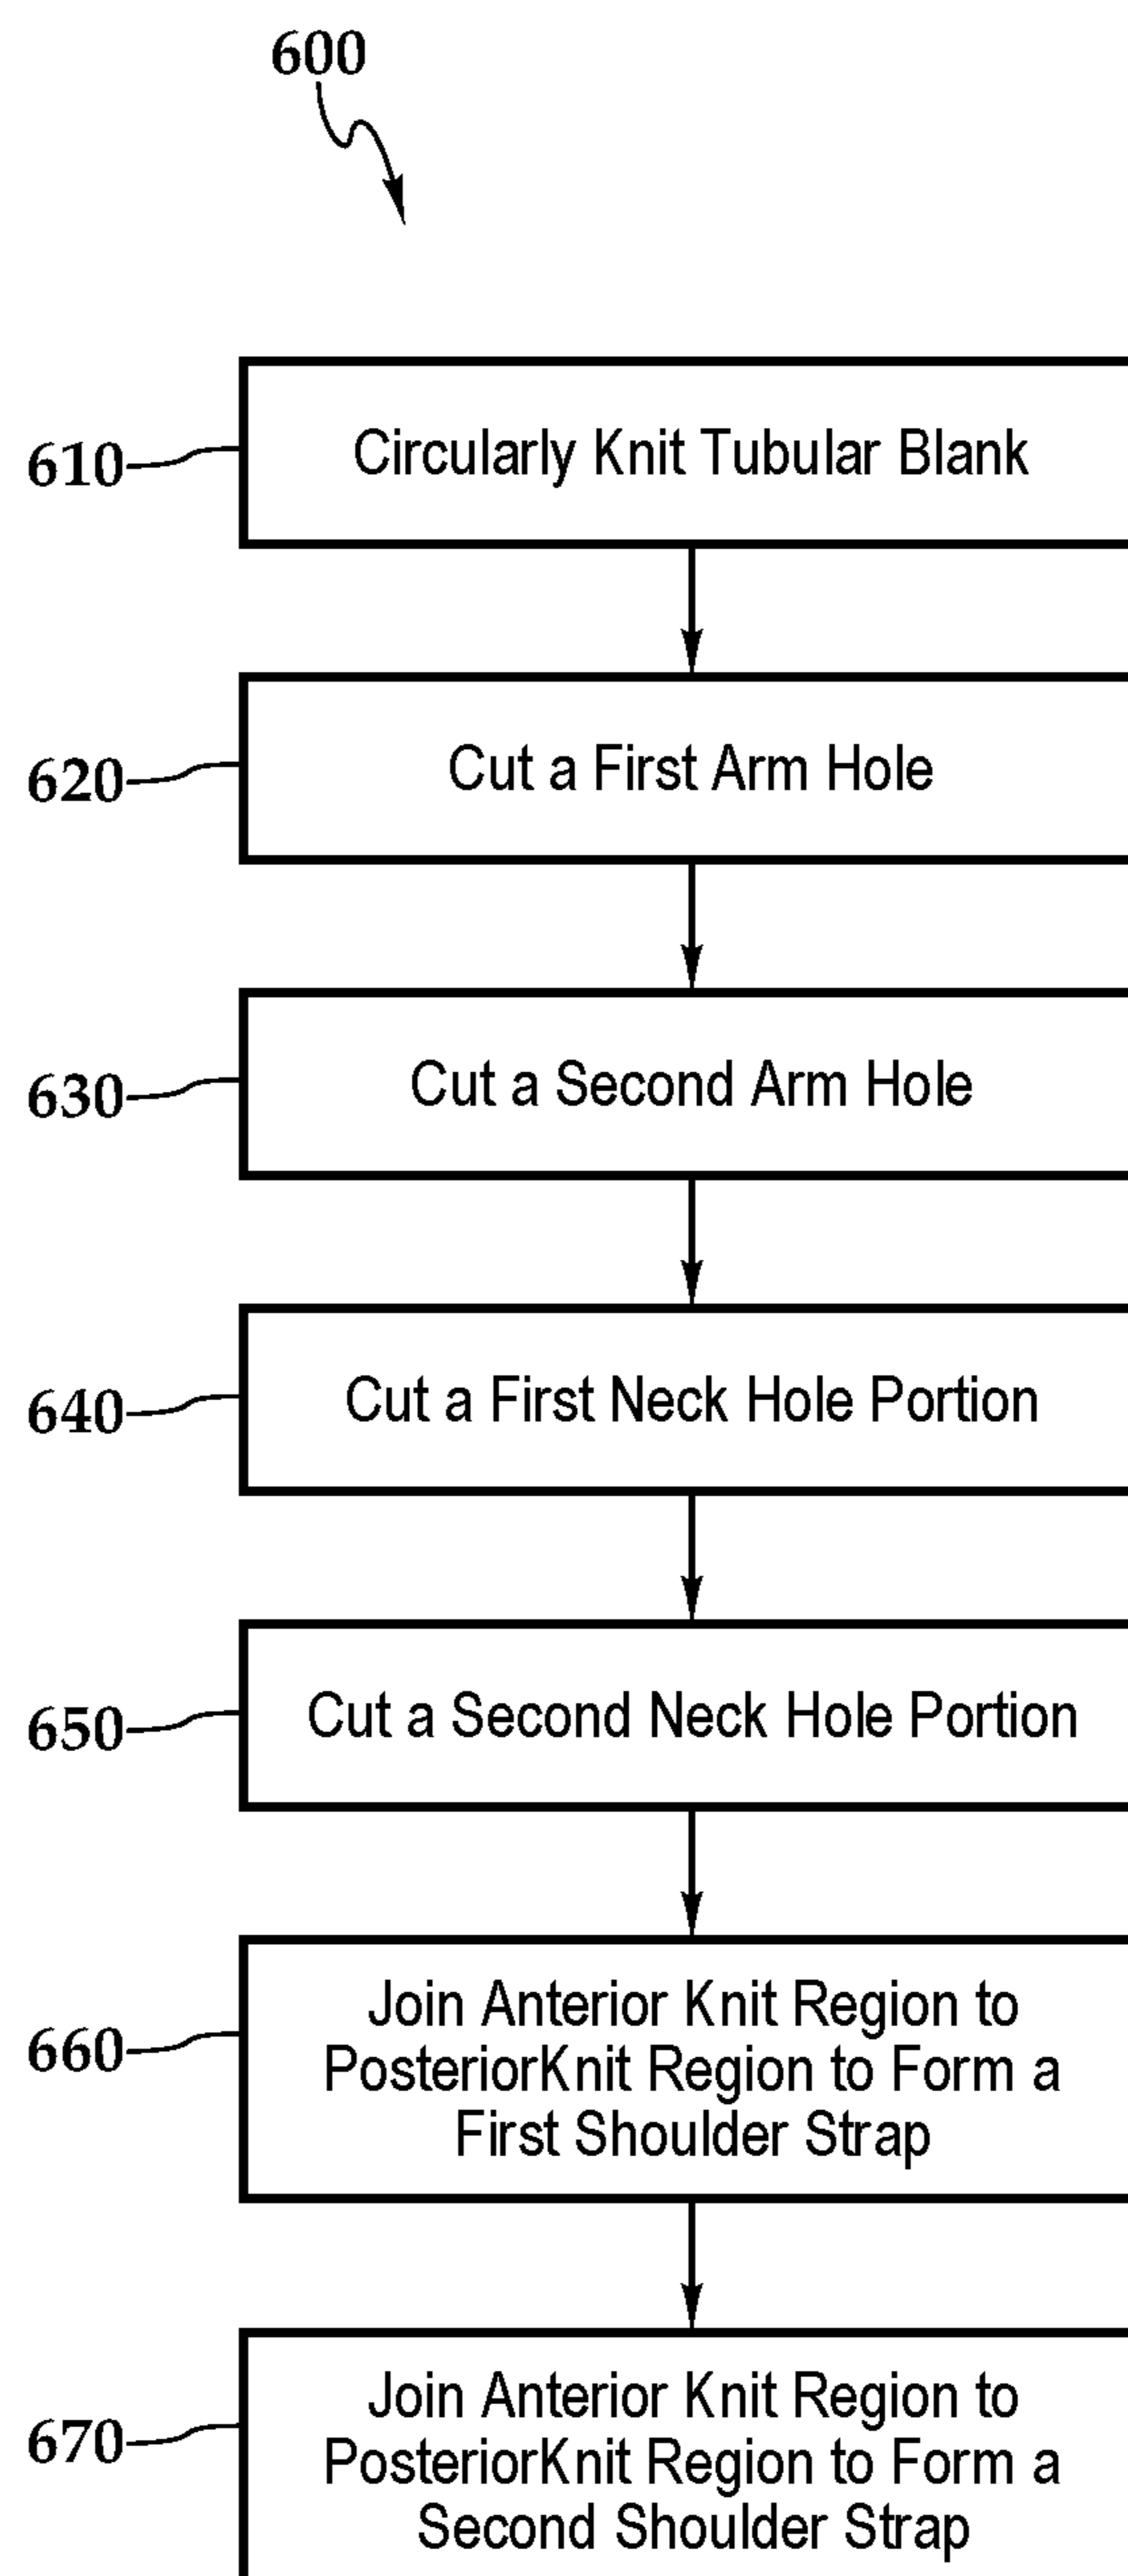 600
610
Circularly Knit Tubular Blank
620
Cut a First Arm Hole
630
Cut a Second Arm Hole
640
Cut a First Neck Hole Portion
650
Cut a Second Neck Hole Portion
660
Join Anterior Knit Region to
PosteriorKnit Region to Form a
First Shoulder Strap
670
Join Anterior Knit Region to
PosteriorKnit Region to Form a
Second Shoulder Strap